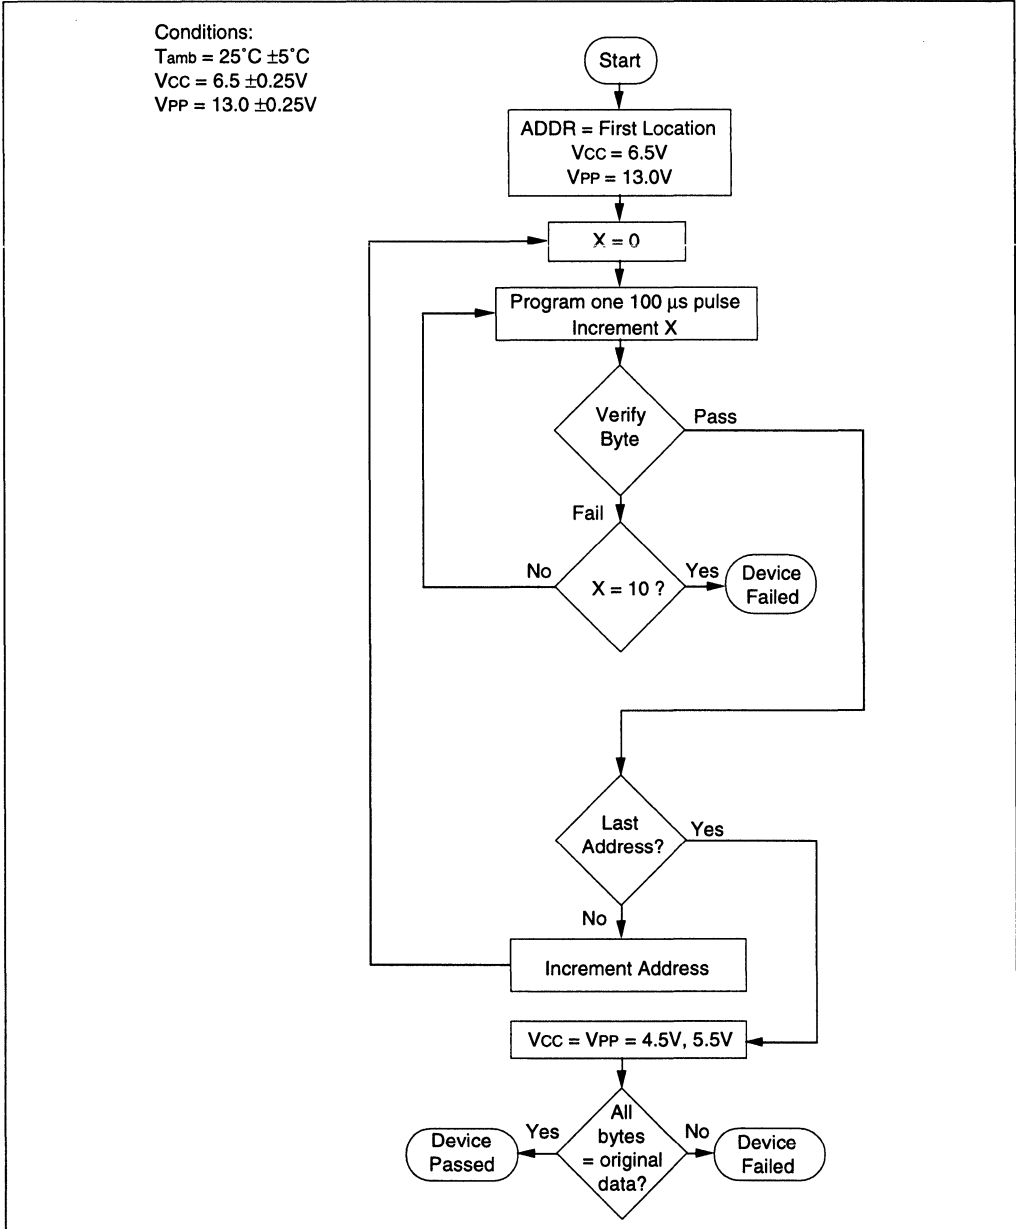 Conditions:
Tamb = 25˚C ±5˚C
VCC = 6.5 ±0.25V
VPP = 13.0 ±0.25V
Start
ADDR = First Location
VCC = 6.5V
VPP = 13.0V
X = 0
Program one 100 µs pulse
Increment X
Verify
Byte
Pass
Fail
No
X = 10 ?
Yes
Device
Failed
Last
Address?
Yes
No
Increment Address
VCC = VPP = 4.5V, 5.5V
All
bytes
= original
data?
Yes
Device
Passed
No
Device
Failed